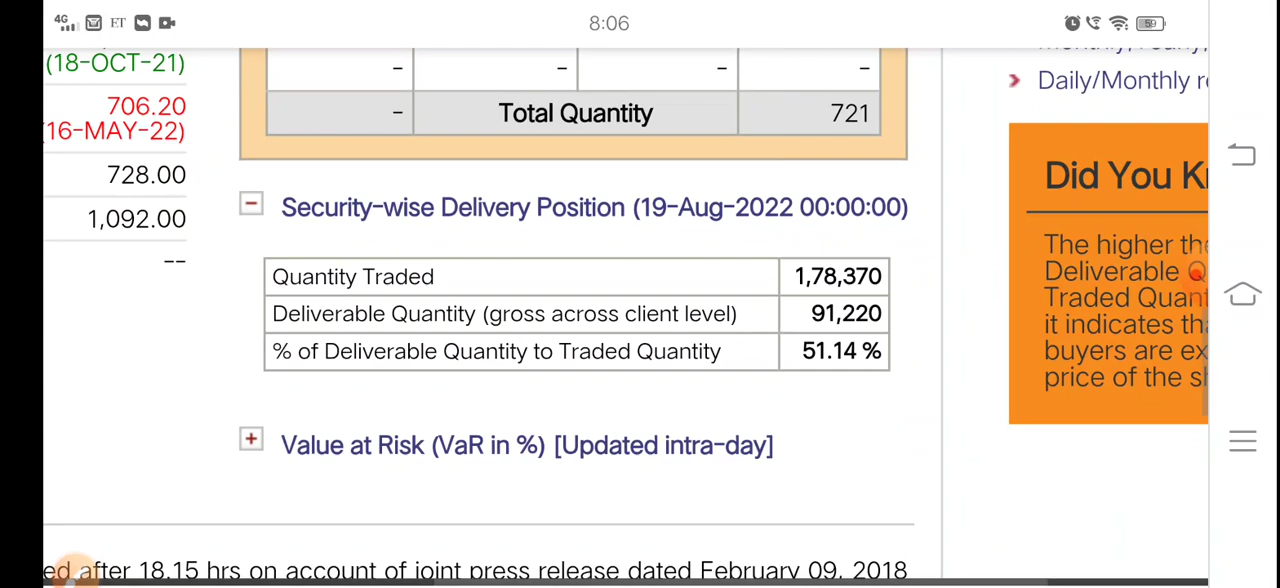 4G ET 8:06 59
(18-OCT-21)
706.20
16-MAY-22)
728.00
1,092.00
--
- - - -
- Total Quantity 721
Security-wise Delivery Position (19-Aug-2022 00:00:00)
Quantity Traded 1,78,370
Deliverable Quantity (gross across client level) 91,220
% of Deliverable Quantity to Traded Quantity 51.14 %
Value at Risk (VaR in %) [Updated intra-day]
ed after 18.15 hrs on account of joint press release dated February 09, 2018
Daily/Monthly r
Did You K
The higher the
Deliverable Q
Traded Quant
it indicates tha
buyers are ex
price of the s